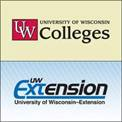 UW
UNIVERSITY OF WISCONSIN
Colleges
UW
Extension
University of Wisconsin–Extension